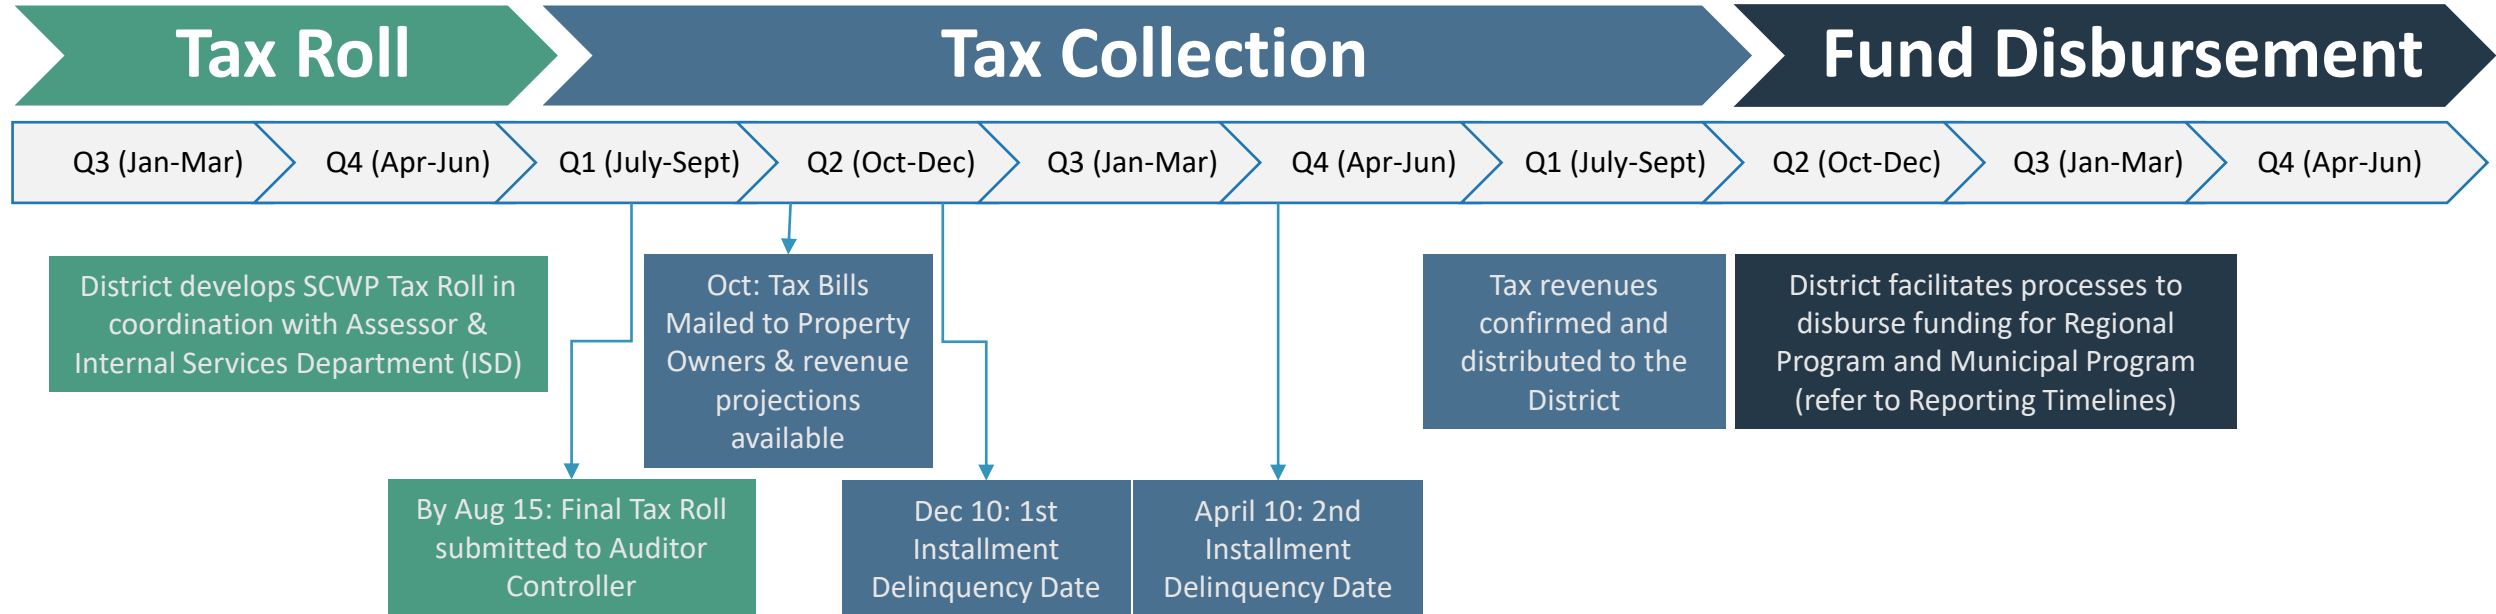 Tax Roll
Tax Collection
Fund Disbursement
Q3 (Jan-Mar)
Q4 (Apr-Jun)
Q1 (July-Sept)
Q2 (Oct-Dec)
Q3 (Jan-Mar)
Q4 (Apr-Jun)
Q1 (July-Sept)
Q2 (Oct-Dec)
Q3 (Jan-Mar)
Q4 (Apr-Jun)
District develops SCWP Tax Roll in
coordination with Assessor &
Internal Services Department (ISD)
By Aug 15: Final Tax Roll
submitted to Auditor
Controller
Oct: Tax Bills
Mailed to Property
Owners & revenue
projections
available
Dec 10: 1st
Installment
Delinquency Date
April 10: 2nd
Installment
Delinquency Date
Tax revenues
confirmed and
distributed to the
District
District facilitates processes to
disburse funding for Regional
Program and Municipal Program
(refer to Reporting Timelines)